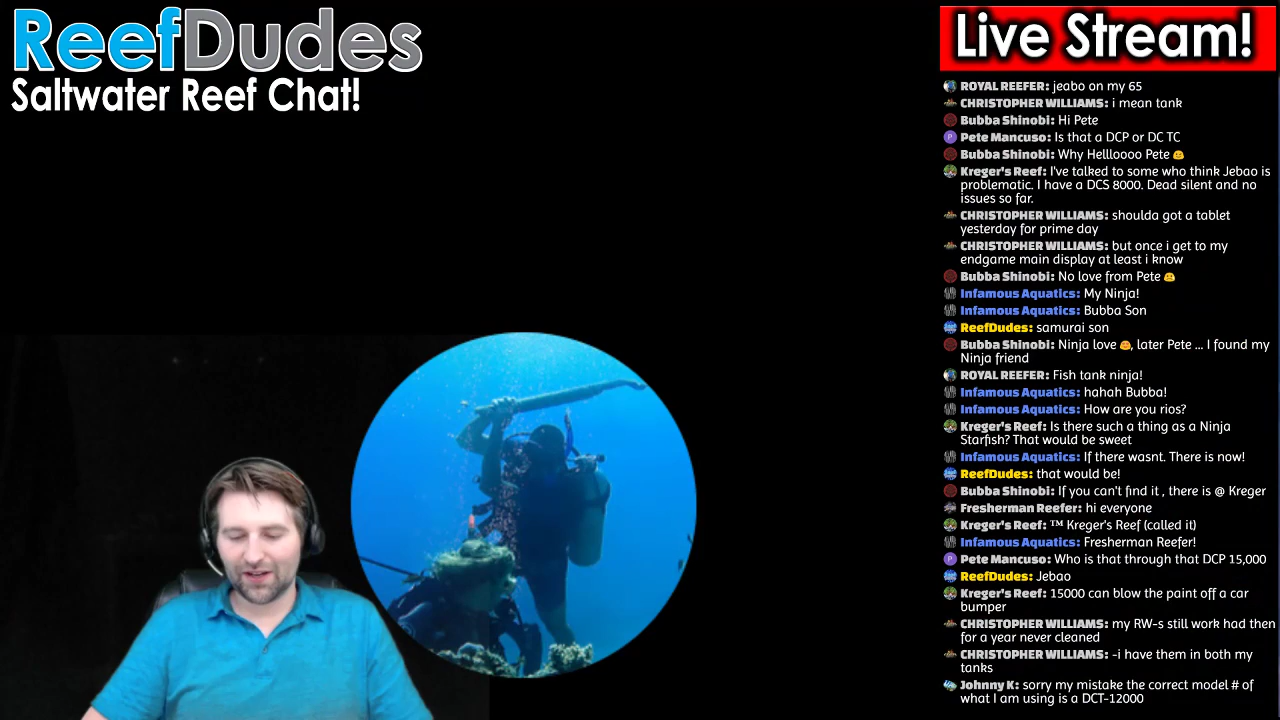 ReefDudes
Saltwater Reef Chat!
Live Stream!
ROYAL REEFER: jeabo on my 65
CHRISTOPHER WILLIAMS: i mean tank
Bubba Shinobi: Hi Pete
P Pete Mancuso: Is that a DCP or DC TC
Bubba Shinobi: Why Hellloooo Pete
Kreger's Reef: I've talked to some who think Jebao is
problematic. I have a DCS 8000. Dead silent and no
issues so far.
CHRISTOPHER WILLIAMS: shoulda got a tablet
yesterday for prime day
CHRISTOPHER WILLIAMS: but once i get to my
endgame main display at least i know
Bubba Shinobi: No love from Pete
Infamous Aquatics: My Ninja!
Infamous Aquatics: Bubba Son
ReefDudes: samurai son
Bubba Shinobi: Ninja love , later Pete ... I found my
Ninja friend
ROYAL REEFER: Fish tank ninja!
Infamous Aquatics: hahah Bubba!
Infamous Aquatics: How are you rios?
Kreger's Reef: Is there such a thing as a Ninja
Starfish? That would be sweet
Infamous Aquatics: If there wasnt. There is now!
ReefDudes: that would be!
Bubba Shinobi: If you can't find it , there is @ Kreger
Fresherman Reefer: hi everyone
Kreger's Reef: ™ Kreger's Reef (called it)
Infamous Aquatics: Fresherman Reefer!
P Pete Mancuso: Who is that through that DCP 15,000
ReefDudes: Jebao
Kreger's Reef: 15000 can blow the paint off a car
bumper
CHRISTOPHER WILLIAMS: my RW-s still work had then
for a year never cleaned
CHRISTOPHER WILLIAMS: -i have them in both my
tanks
Johnny K: sorry my mistake the correct model # of
what I am using is a DCT-12000